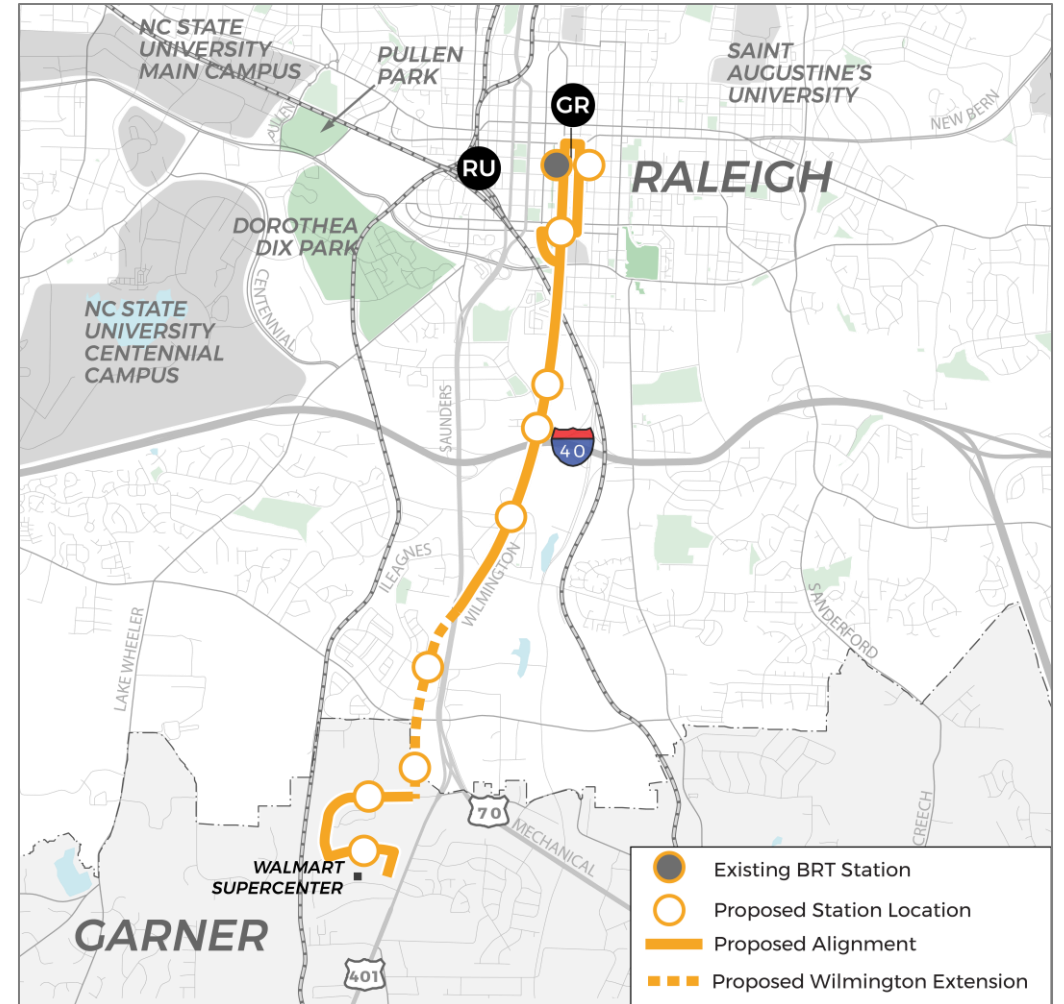 NC STATE
UNIVERSITY
MAIN CAMPUS
PULLEN
PARK
SAINT
AUGUSTINE'S
UNIVERSITY
GR
NEW BERN
RU
RALEIGH
DOROTHEA
DIX PARK
CENTENNIAL
NC STATE
UNIVERSITY
CENTENNIAL
CAMPUS
SAUNDERS
40
ILEAGNES
WILMINGTON
LAKE WHEELER
SANDERFORD
70
MECHANICAL
CREECH
WALMART
SUPERCENTER
GARNER
401
Existing BRT Station
Proposed Station Location
Proposed Alignment
Proposed Wilmington Extension